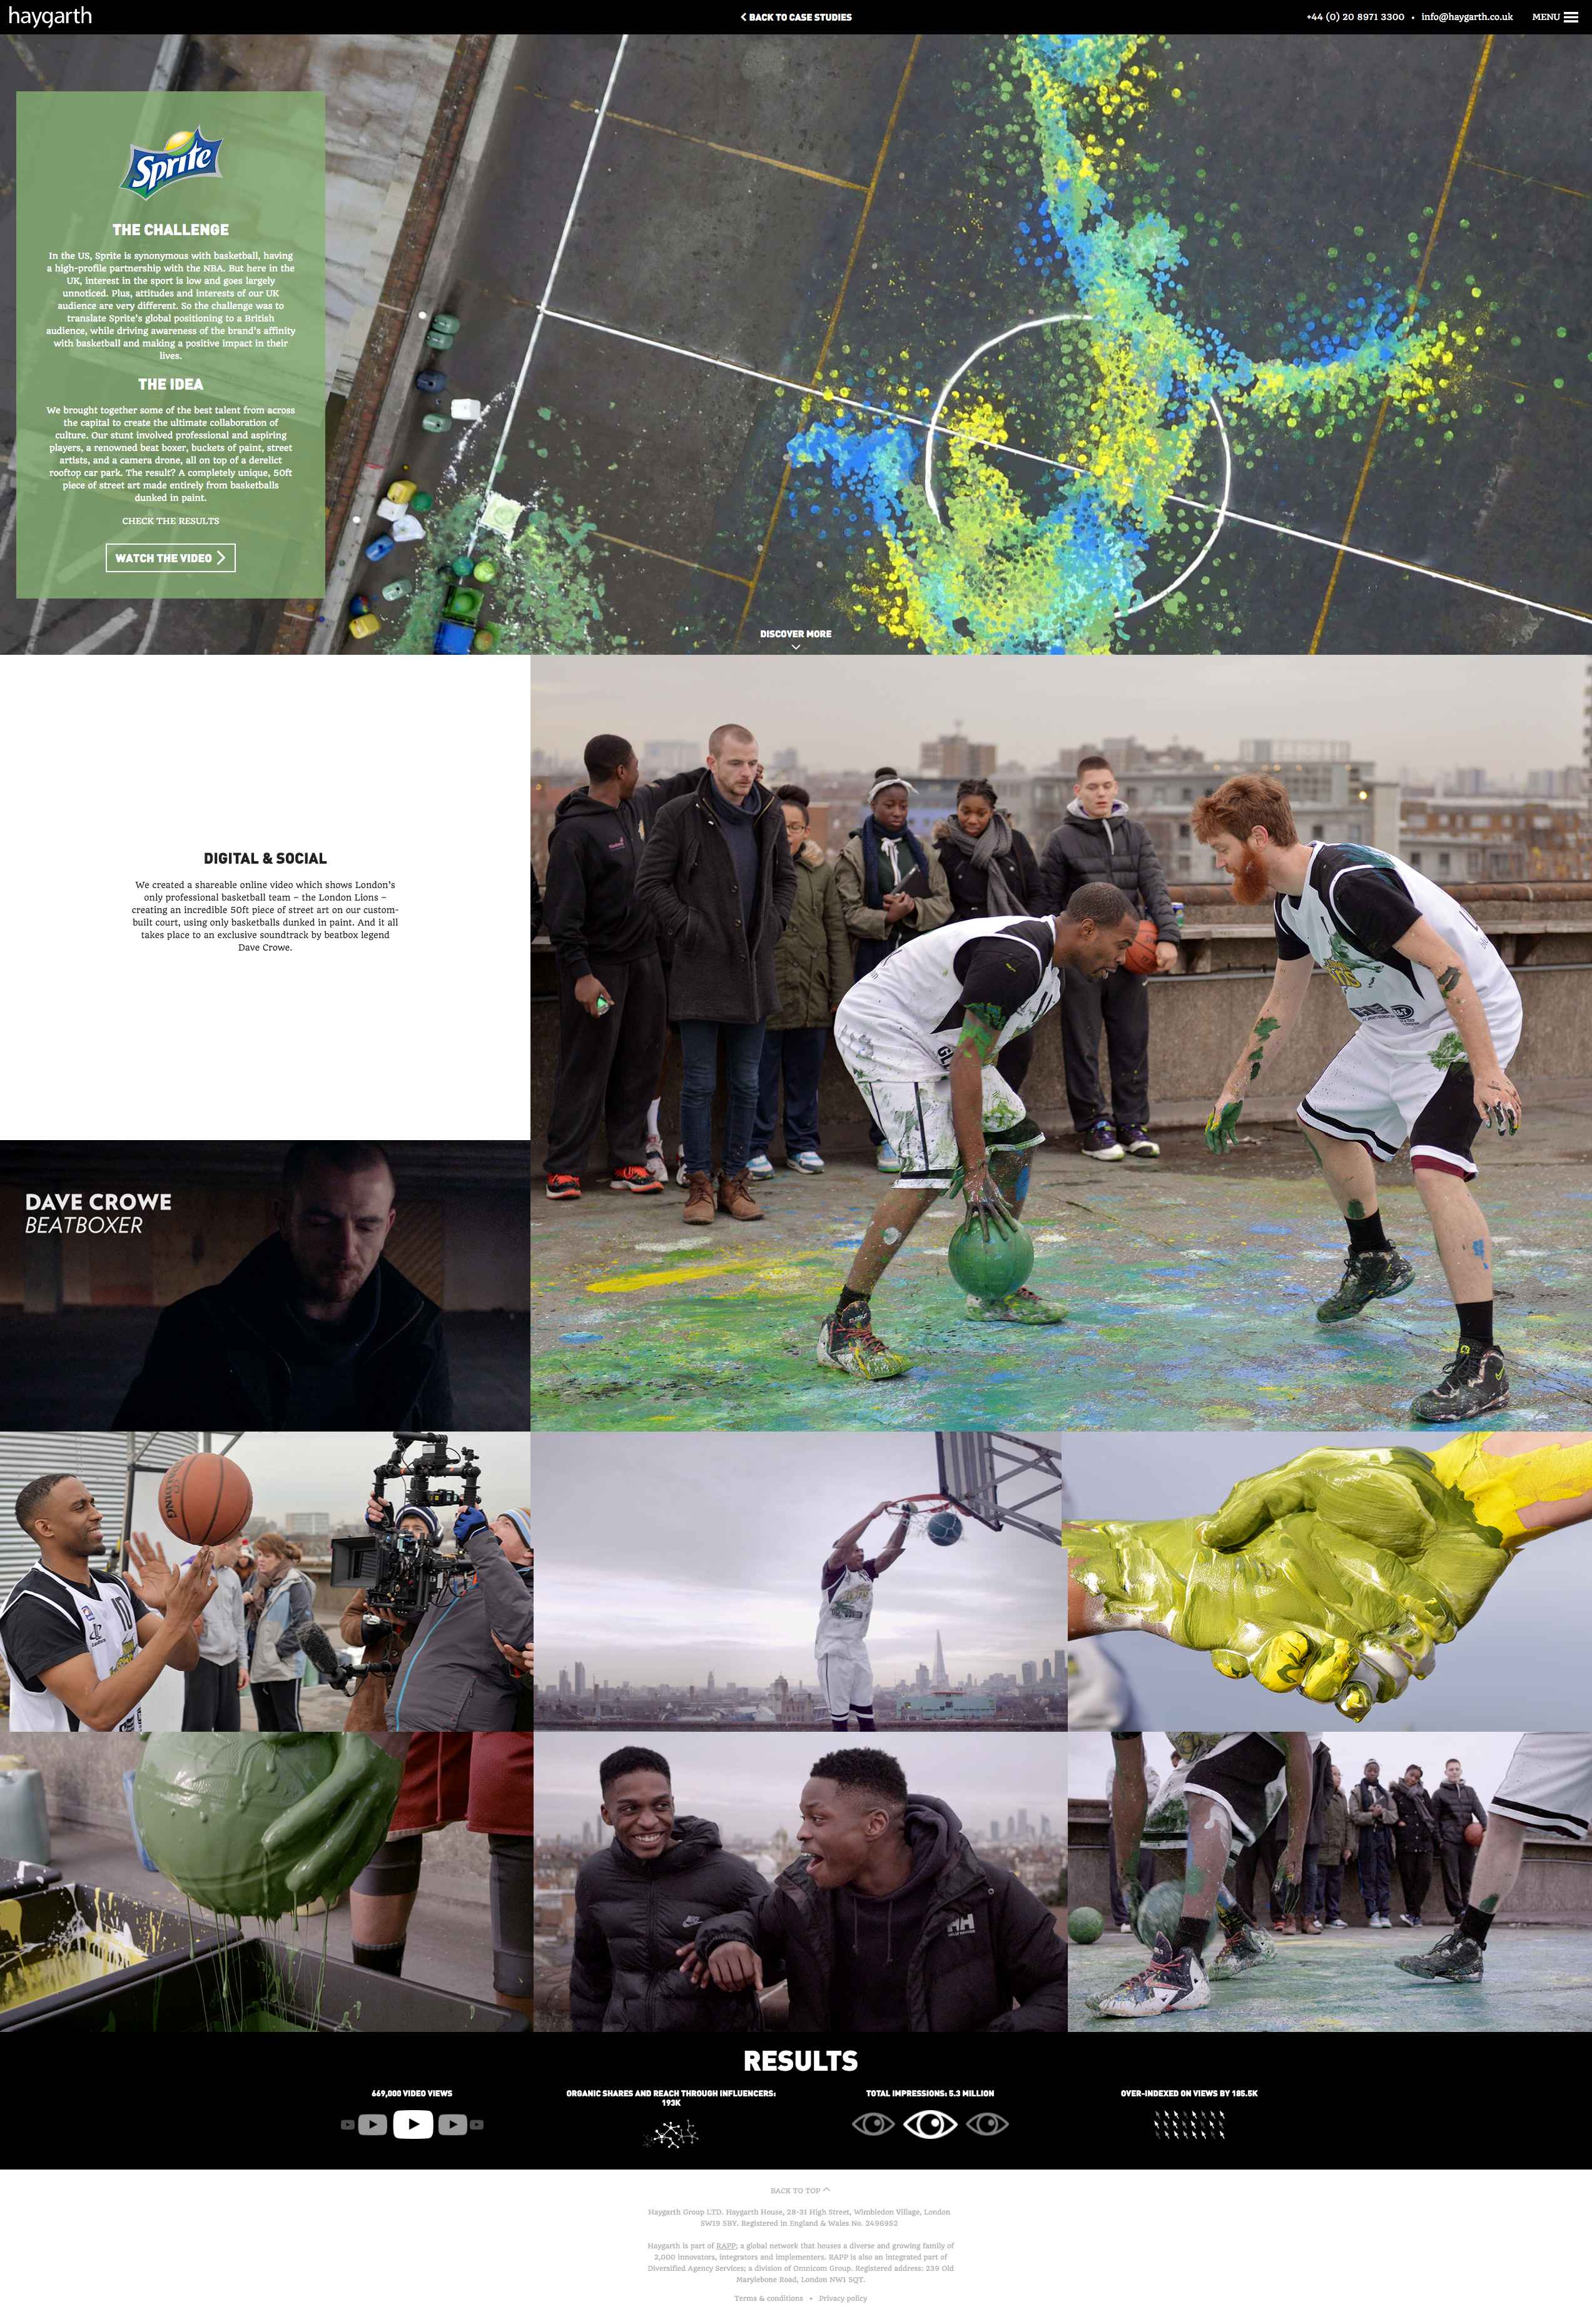 haygarth
BACK TO CASE STUDIES
+44 (0) 20 8971 3300 • info@haygarth.co.uk MENU
Sprite
THE CHALLENGE
In the US, Sprite is synonymous with basketball, having
a high-profile partnership with the NBA. But here in the
UK, interest in the sport is low and goes largely
unnoticed. Plus, attitudes and interests of our UK
audience are very different. So the challenge was to
translate Sprite's global positioning to a British
audience, while driving awareness of the brand's affinity
with basketball and making a positive impact in their
lives.
THE IDEA
We brought together some of the best talent from across
the capital to create the ultimate collaboration of
culture. Our stunt involved professional and aspiring
players, a renowned beat boxer, buckets of paint, street
artists, and a camera drone, all on top of a derelict
rooftop car park. The result? A completely unique, 50ft
piece of street art made entirely from basketballs
dunked in paint.
CHECK THE RESULTS
WATCH THE VIDEO
DISCOVER MORE
DIGITAL & SOCIAL
We created a shareable online video which shows London's
only professional basketball team – the London Lions –
creating an incredible 50ft piece of street art on our custom-
built court, using only basketballs dunked in paint. And it all
takes place to an exclusive soundtrack by beatbox legend
Dave Crowe.
DAVE CROWE
BEATBOXER
SPALDING
10
HH
RESULTS
669,000 VIDEO VIEWS
ORGANIC SHARES AND REACH THROUGH INFLUENCERS:
193K
TOTAL IMPRESSIONS: 5.3 MILLION
OVER-INDEXED ON VIEWS BY 185.5K
BACK TO TOP
Haygarth Group LTD. Haygarth House, 28-31 High Street, Wimbledon Village, London
SW19 5BY. Registered in England & Wales No. 2496952
Haygarth is part of RAPP; a global network that houses a diverse and growing family of
2,000 innovators, integrators and implementers. RAPP is also an integrated part of
Diversified Agency Services; a division of Omnicom Group. Registered address: 239 Old
Marylebone Road, London NW1 5QT.
Terms & conditions • Privacy policy